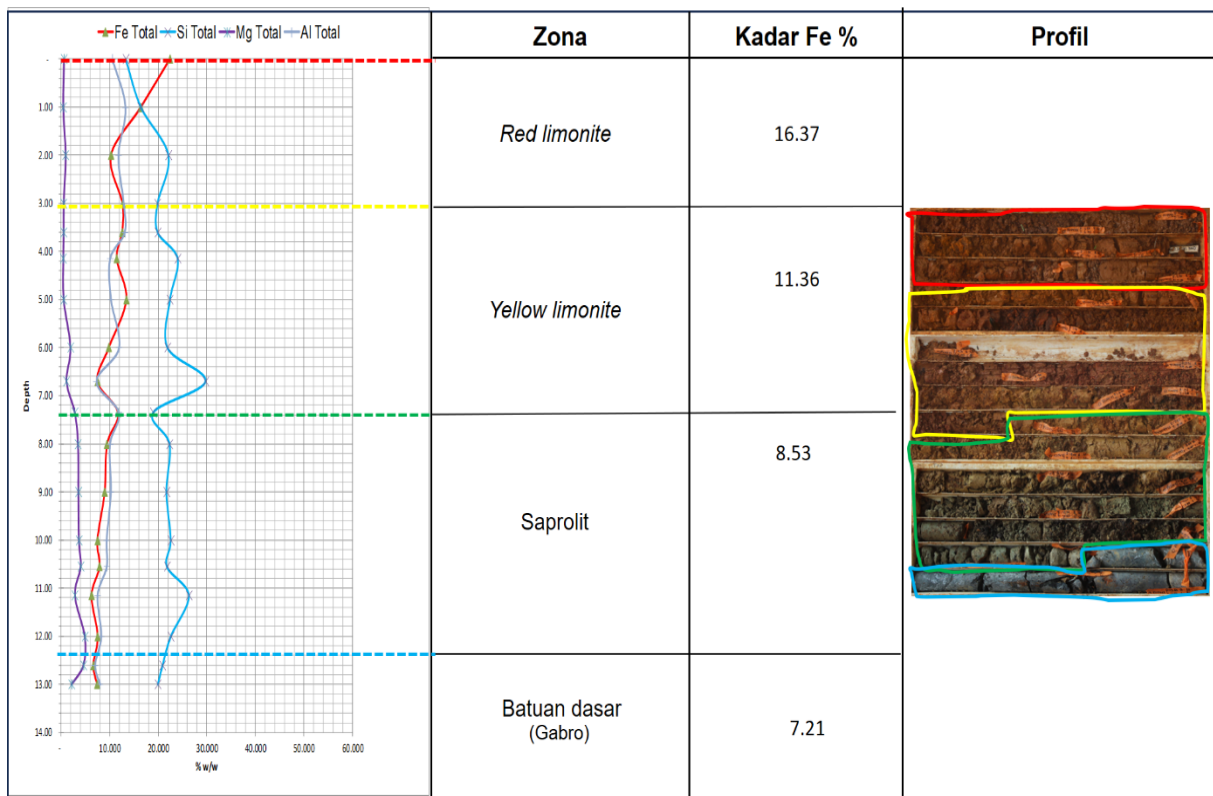 Fe Total Si Total Mg Total Al Total
Zona Kadar Fe % Profil
-
1.00
2.00
3.00
4.00
5.00
6.00
7.00
8.00
9.00
10.00
11.00
12.00
13.00
14.00
Depth
- 10.000 20.000 30.000 40.000 50.000 60.000
% w/w
Red limonite 16.37
Yellow limonite 11.36
Saprolit 8.53
Batuan dasar
(Gabro) 7.21